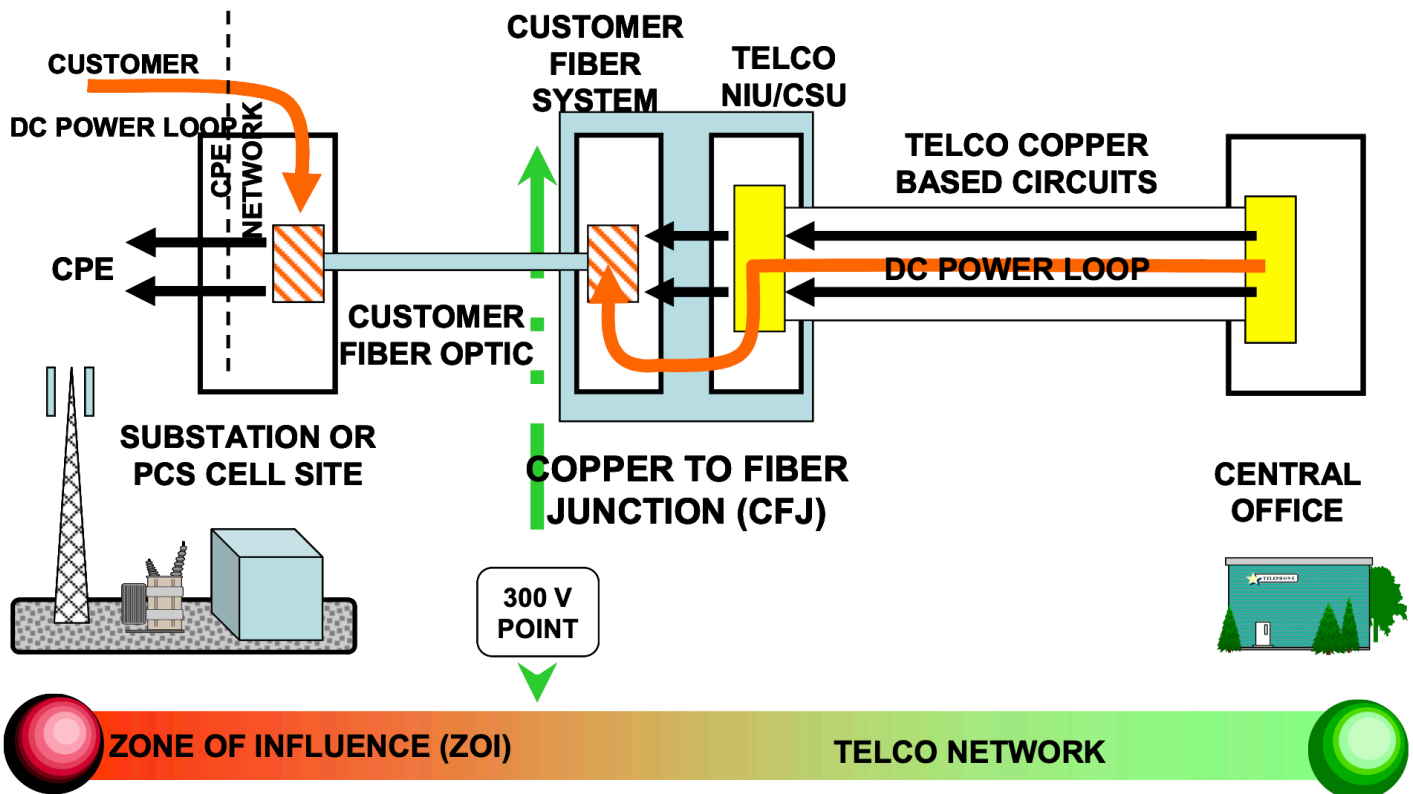 CUSTOMER
DC POWER LOOP
CPE
NETWORK
CPE
CUSTOMER
FIBER OPTIC
CUSTOMER
FIBER
SYSTEM
TELCO
NIU/CSU
TELCO COPPER
BASED CIRCUITS
DC POWER LOOP
SUBSTATION OR
PCS CELL SITE
COPPER TO FIBER
JUNCTION (CFJ)
CENTRAL
OFFICE
TELEPHONE
300 V
POINT
ZONE OF INFLUENCE (ZOI)
TELCO NETWORK